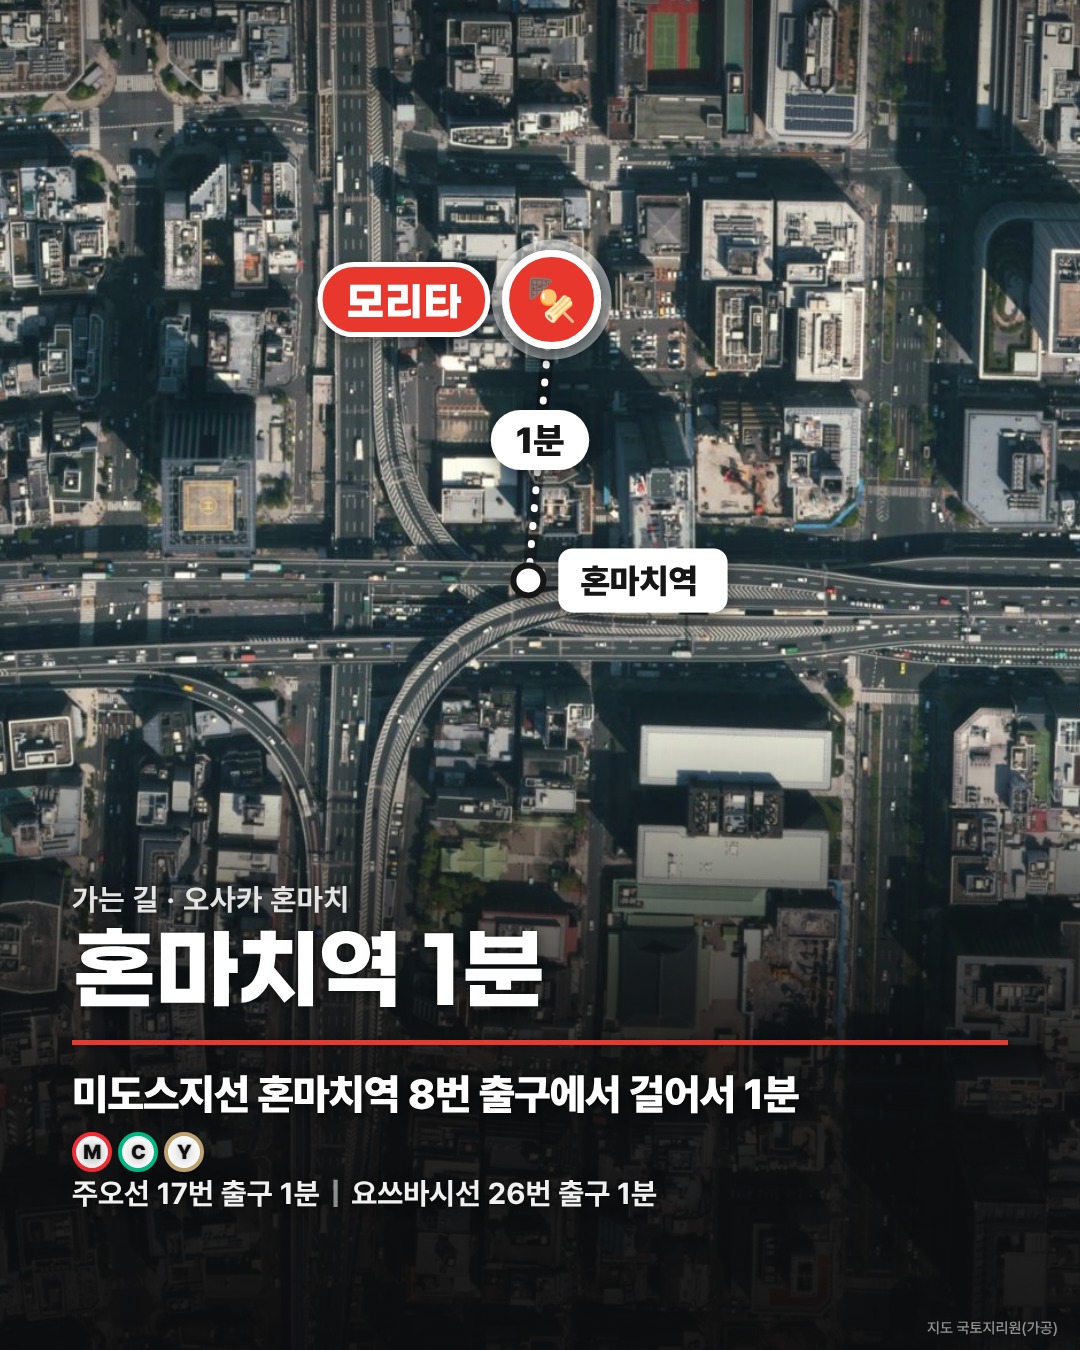 모리타
1분
혼마치역
가는 길 · 오사카 혼마치
혼마치역 1분
미도스지선 혼마치역 8번 출구에서 걸어서 1분
M C Y
주오선 17번 출구 1분 | 요쓰바시선 26번 출구 1분
지도 국토지리원(가공)